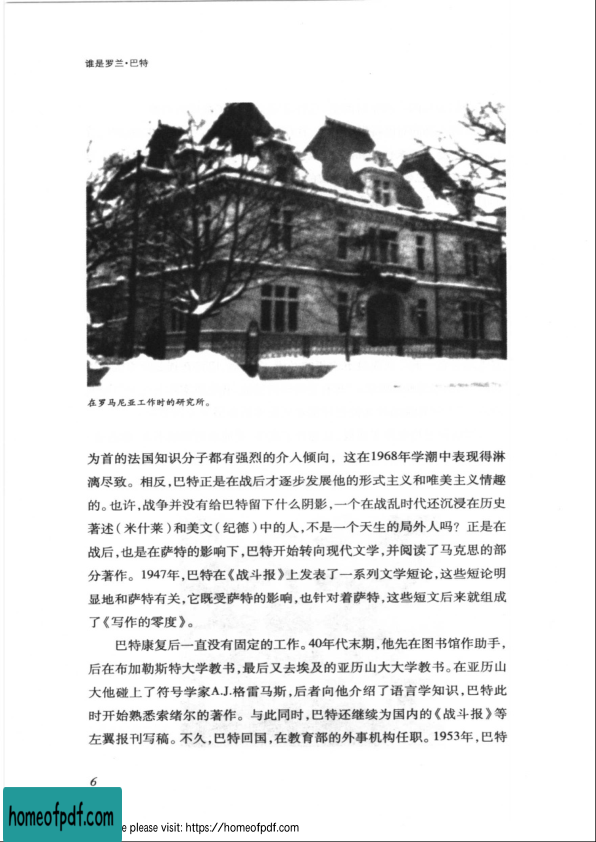 谁是罗兰·巴特
在罗马尼亚工作时的研究所。
为首的法国知识分子都有强烈的介入倾向，这在1968年学潮中表现得淋
漓尽致。相反,巴特正是在战后才逐步发展他的形式主义和唯美主义情趣
的。也许,战争并没有给巴特留下什么阴影,一个在战乱时代还沉浸在历史
著述(米什莱)和美文(纪德)中的人,不是一个天生的局外人吗？正是在
战后,也是在萨特的影响下,巴特开始转向现代文学,并阅读了马克思的部
分著作。1947年,巴特在《战斗报》上发表了一系列文学短论,这些短论明
显地和萨特有关,它既受萨特的影响,也针对着萨特,这些短文后来就组成
了《写作的零度》。
巴特康复后一直没有固定的工作。40年代末期,他先在图书馆作助手,
后在布加勒斯特大学教书,最后又去埃及的亚历山大大学教书。在亚历山
大他碰上了符号学家A.J.格雷马斯,后者向他介绍了语言学知识,巴特此
时开始熟悉索绪尔的著作。与此同时,巴特还继续为国内的《战斗报》等
左翼报刊写稿。不久,巴特回国,在教育部的外事机构任职。1953年,巴特
6
homeofpdf.com
e please visit: https://homeofpdf.com